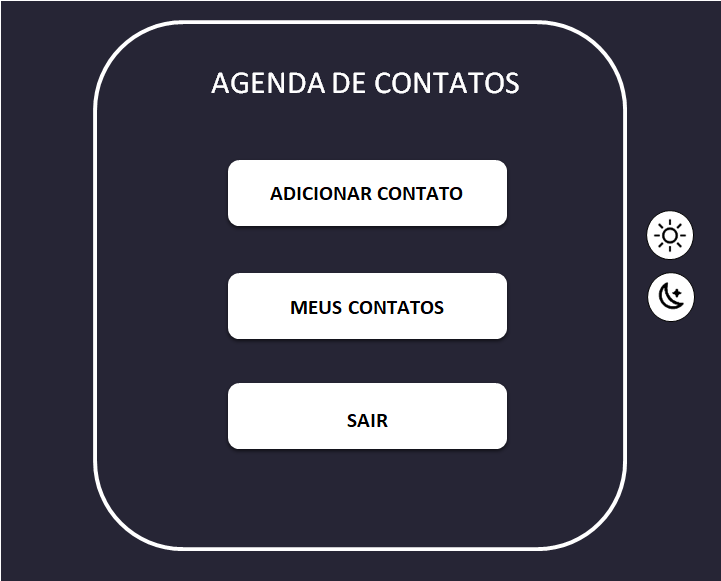 AGENDA DE CONTATOS
ADICIONAR CONTATO
MEUS CONTATOS
SAIR